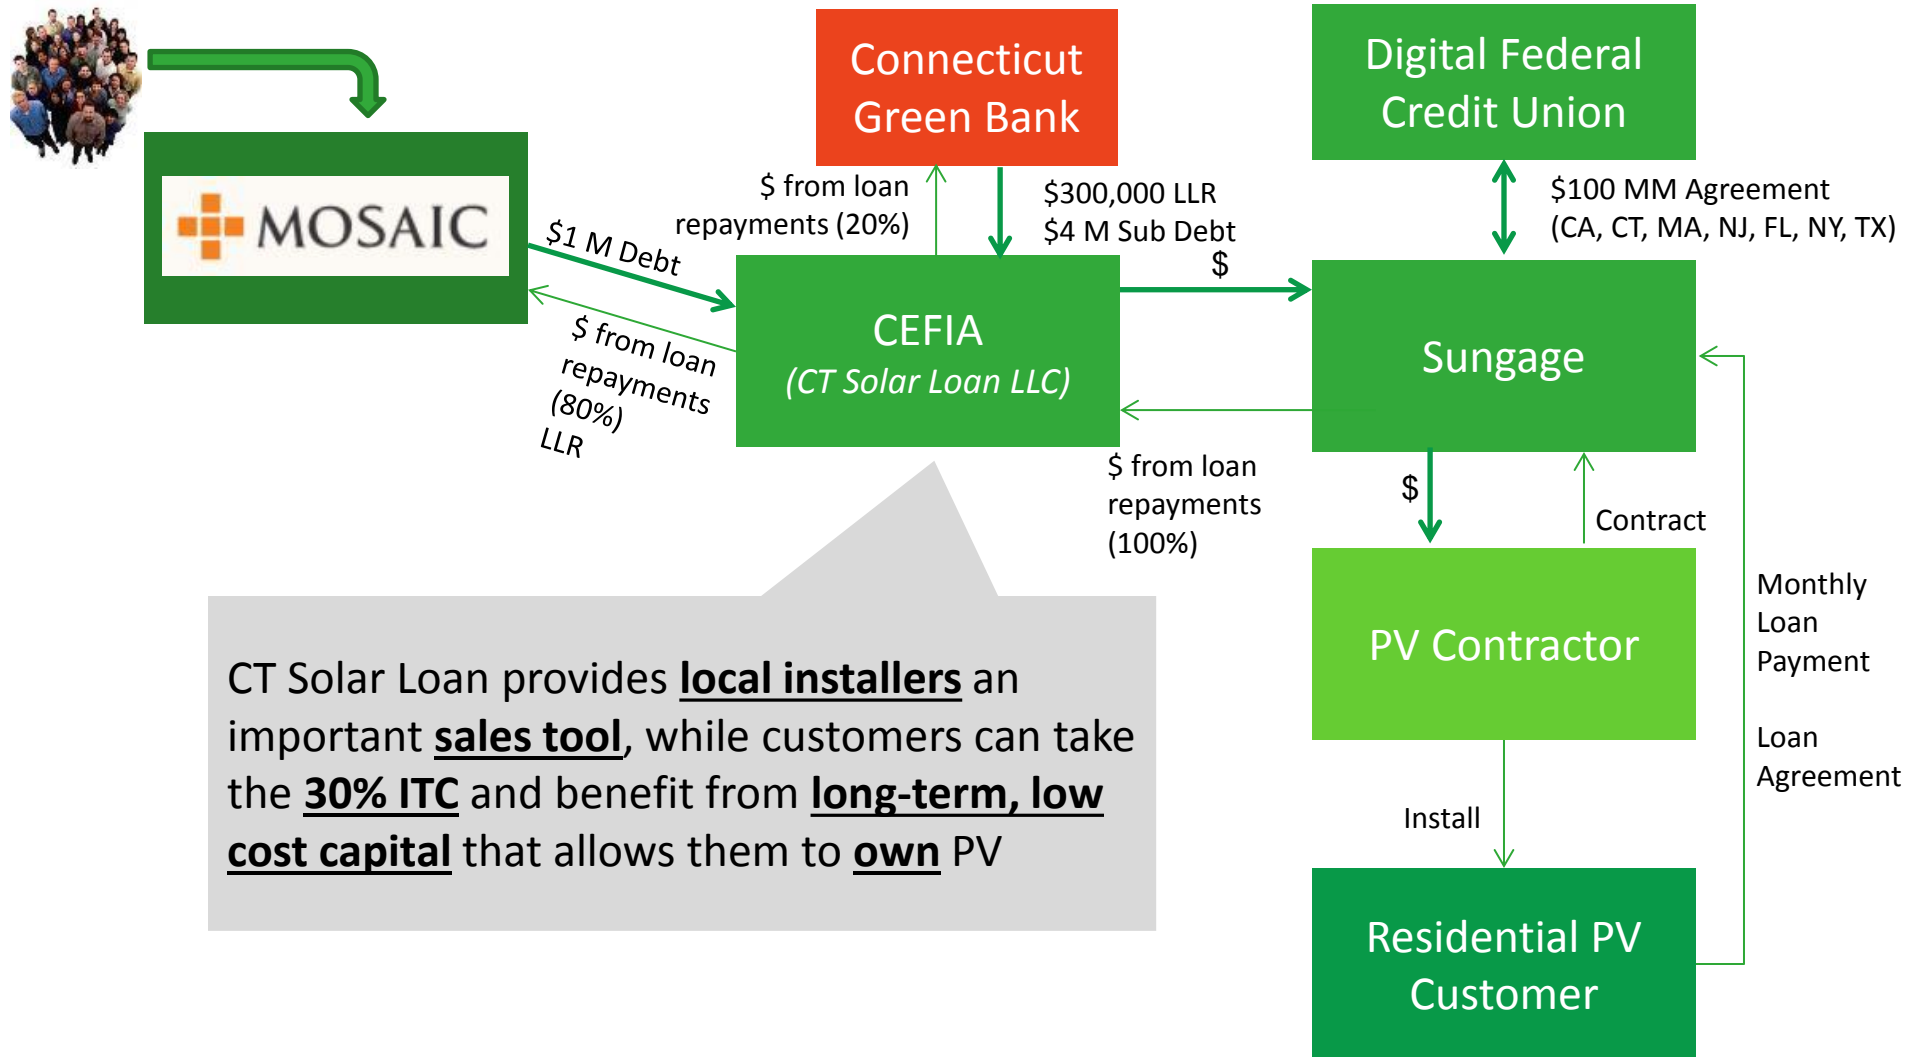 Connecticut
Green Bank
Digital Federal
Credit Union
MOSAIC
$ from loan
repayments (20%)
$300,000 LLR
$4 M Sub Debt
$100 MM Agreement
(CA, CT, MA, NJ, FL, NY, TX)
$1 M Debt
$
CEFIA
(CT Solar Loan LLC)
Sungage
$ from loan
repayments
(80%)
LLR
$ from loan
repayments
(100%)
$
Contract
PV Contractor
Monthly
Loan
Payment
Loan
Agreement
CT Solar Loan provides local installers an
important sales tool, while customers can take
the 30% ITC and benefit from long-term, low
cost capital that allows them to own PV
Install
Residential PV
Customer